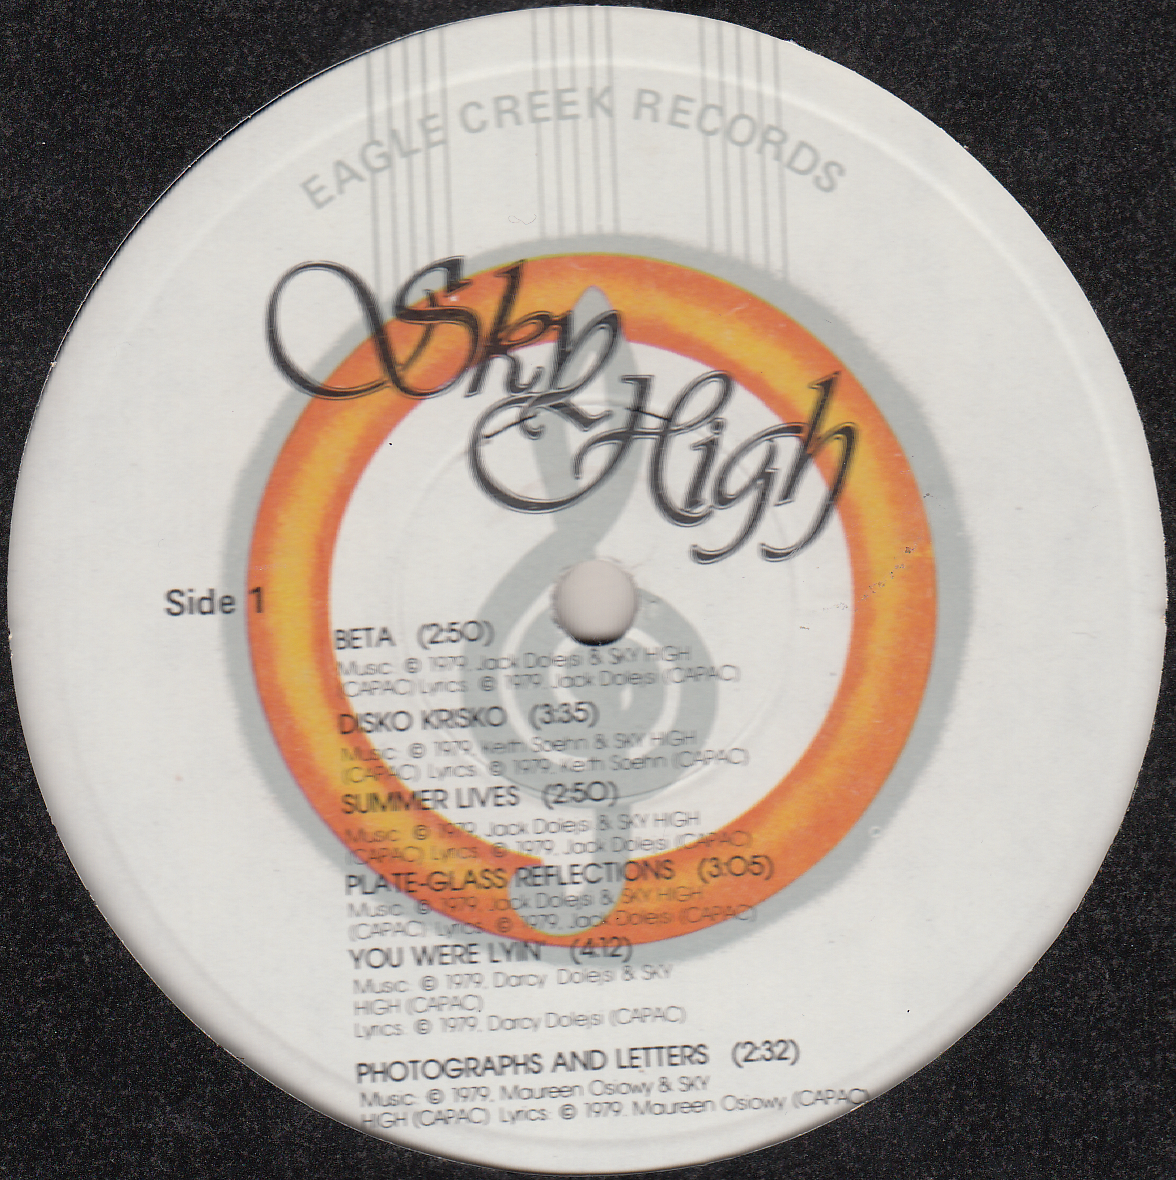 EAGLE CREEK RECORDS
Sky High
Side 1
BETA (2:50)
Music: © 1979, Jack Dolejsi & SKY HIGH
(CAPAC) Lyrics: © 1979, Jack Dolejsi (CAPAC)
DISKO KRISKO (3:35)
Music: © 1979, Keith Soehn & SKY HIGH
(CAPAC) Lyrics: © 1979, Keith Soehn (CAPAC)
SUMMER LIVES (2:50)
Music: © 1979, Jack Dolejsi & SKY HIGH
(CAPAC) Lyrics: © 1979, Jack Dolejsi (CAPAC)
PLATE-GLASS REFLECTIONS (3:05)
Music: © 1979, Jack Dolejsi & SKY HIGH
(CAPAC) Lyrics: © 1979, Jack Dolejsi (CAPAC)
YOU WERE LYIN' (4:12)
Music: © 1979, Darcy Dolejsi & SKY
HIGH (CAPAC)
Lyrics: © 1979, Darcy Dolejsi (CAPAC)
PHOTOGRAPHS AND LETTERS (2:32)
Music: © 1979, Maureen Osiowy & SKY
HIGH (CAPAC) Lyrics: © 1979, Maureen Osiowy (CAPAC)